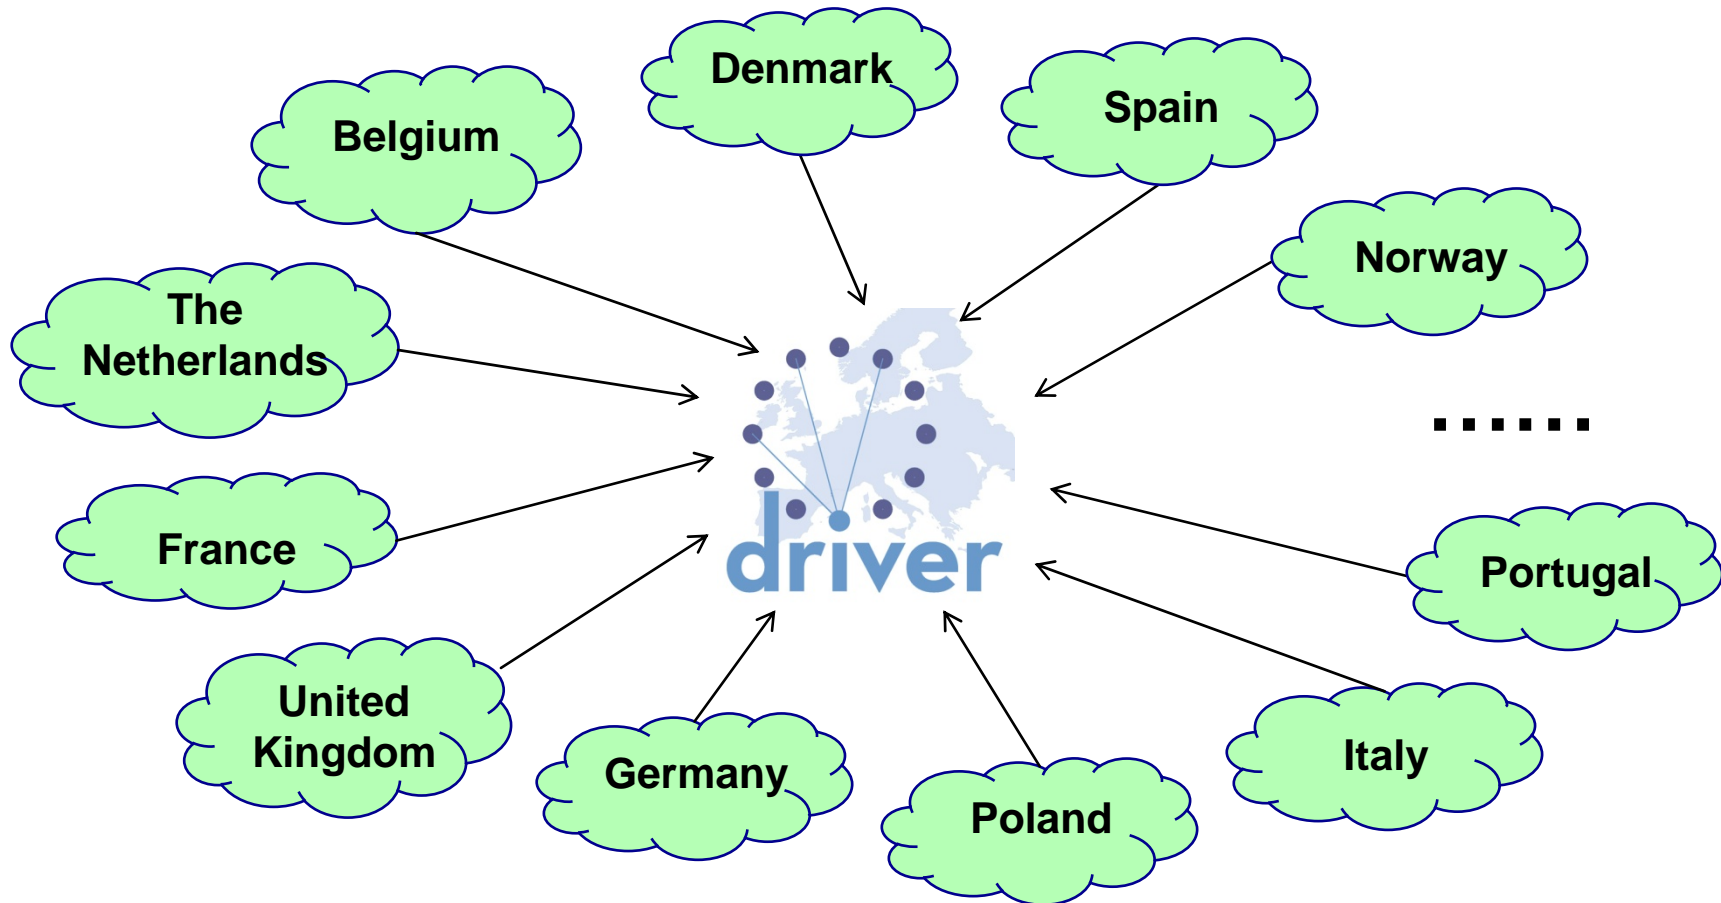 Denmark
Spain
Belgium
Norway
The
Netherlands
......
France
driver
Portugal
United
Kingdom
Germany
Italy
Poland